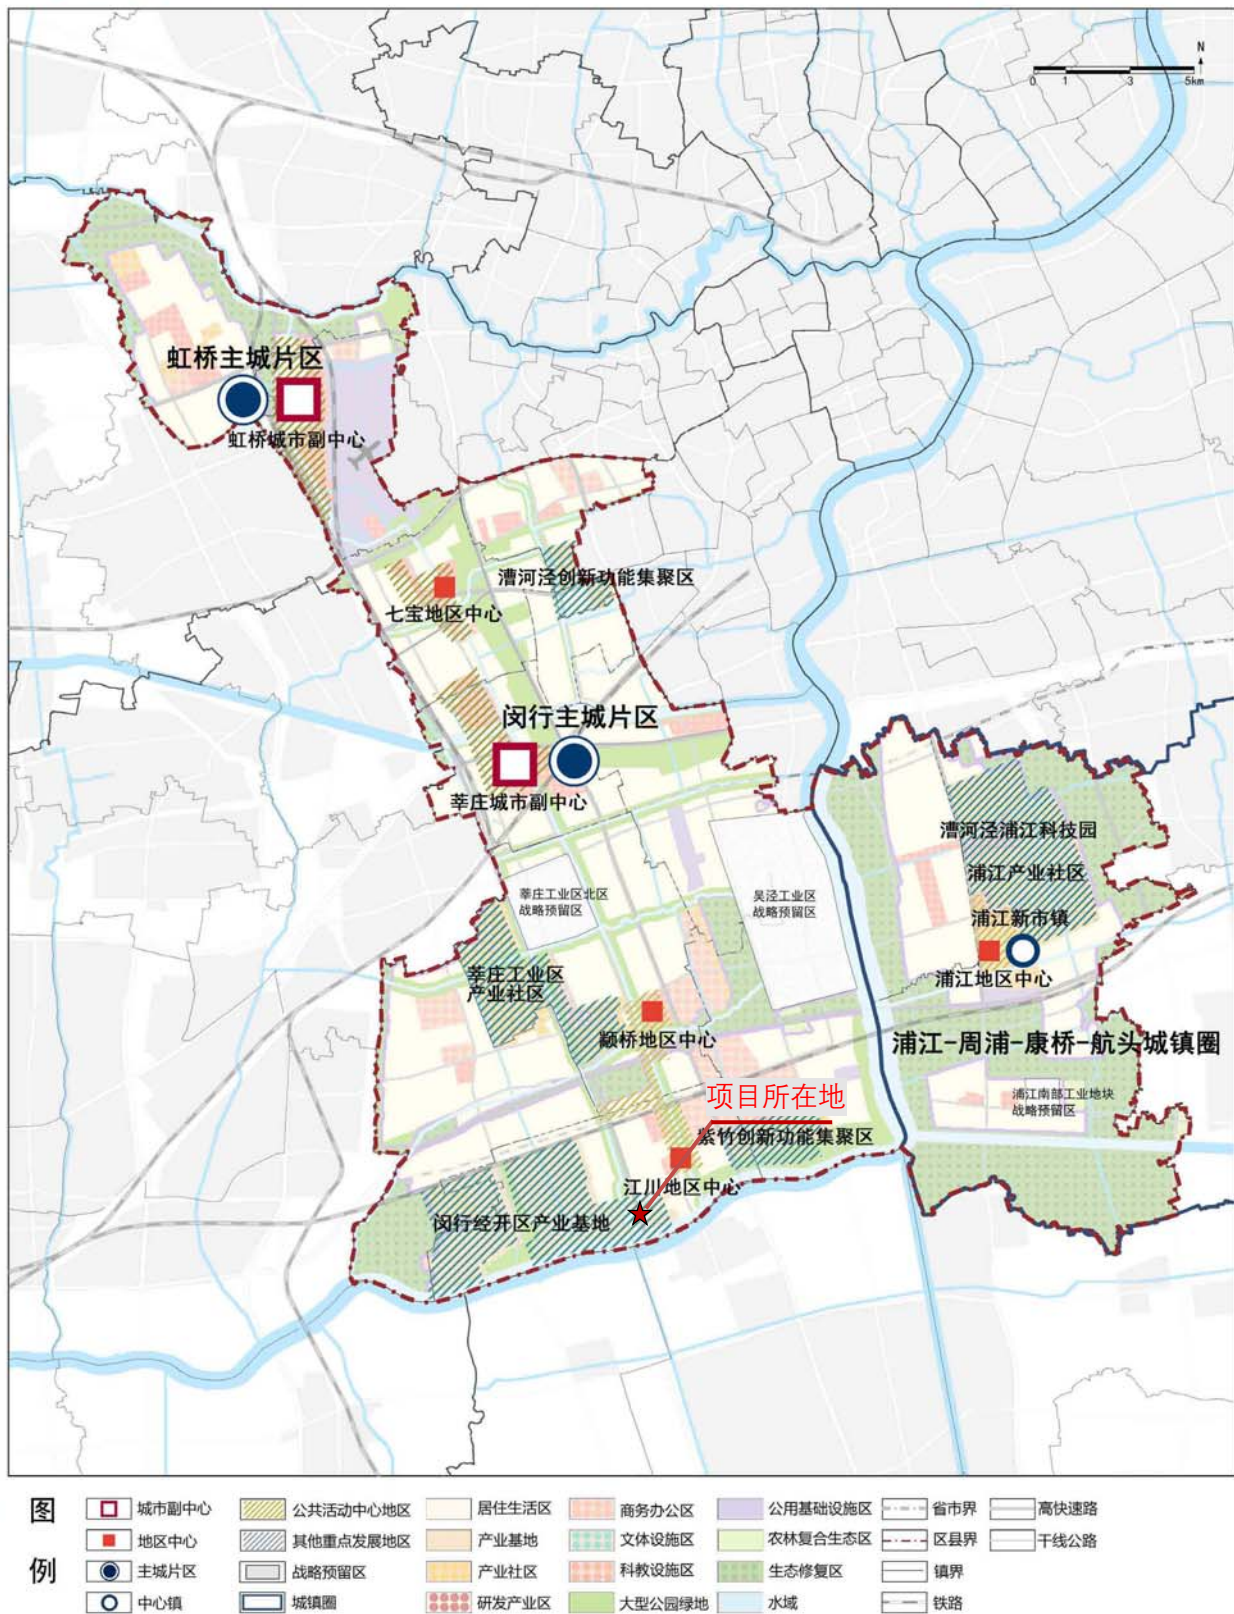 N
0 1 3 5km
虹桥主城片区
虹桥城市副中心
漕河泾创新功能集聚区
七宝地区中心
闵行主城片区
莘庄城市副中心
漕河泾浦江科技园
浦江产业社区
莘庄工业区北区
战略预留区
吴泾工业区
战略预留区
浦江新市镇
浦江地区中心
莘庄工业区
产业社区
颛桥地区中心
浦江-周浦-康桥-航头城镇圈
项目所在地
浦江南部工业地块
战略预留区
紫竹创新功能集聚区
江川地区中心
闵行经开区产业基地
图例
城市副中心 公共活动中心地区 居住生活区 商务办公区 公用基础设施区 省市界 高快速路
地区中心 其他重点发展地区 产业基地 文体设施区 农林复合生态区 区县界 干线公路
主城片区 战略预留区 产业社区 科教设施区 生态修复区 镇界
中心镇 城镇圈 研发产业区 大型公园绿地 水域 铁路